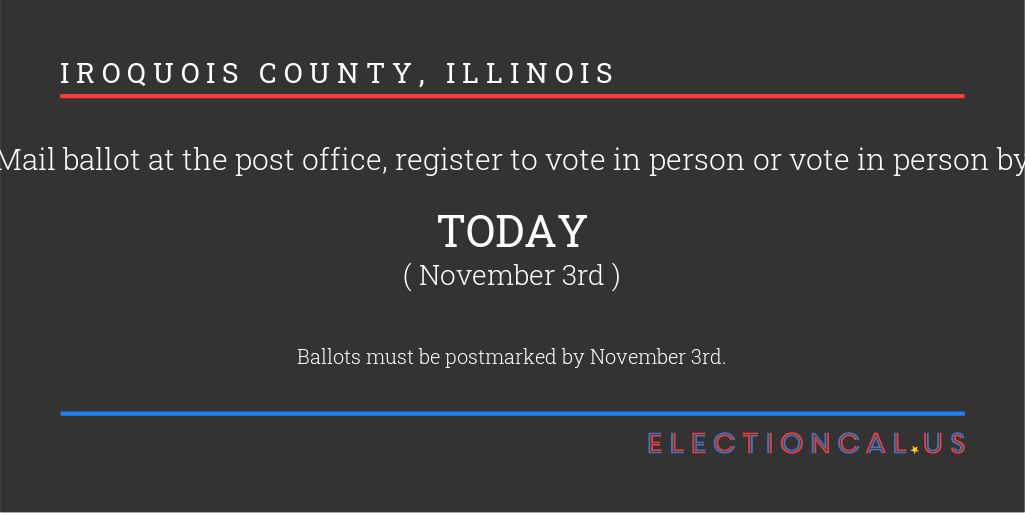 IROQUOIS COUNTY, ILLINOIS
Mail ballot at the post office, register to vote in person or vote in person by
TODAY
( November 3rd )
Ballots must be postmarked by November 3rd.
ELECTIONCAL.US